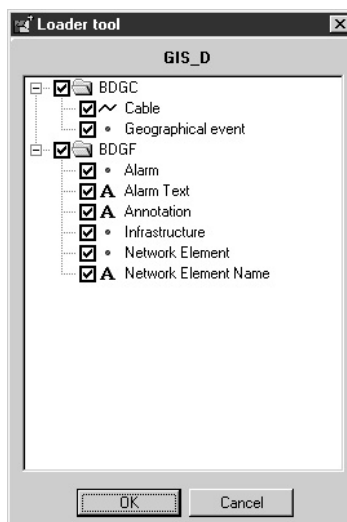 Loader tool
GIS_D
BDGC
Cable
Geographical event
BDGF
Alarm
A Alarm Text
A Annotation
Infrastructure
Network Element
A Network Element Name
OK Cancel